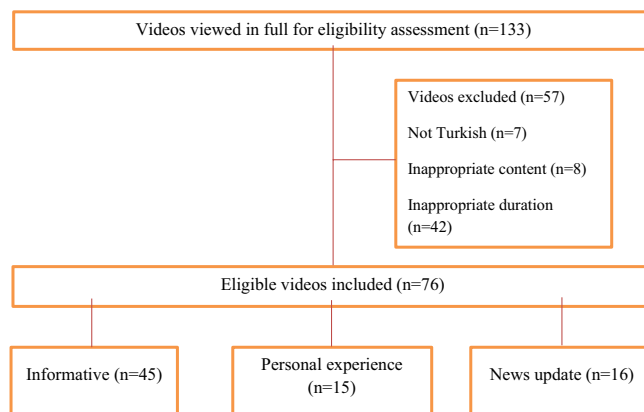 Videos viewed in full for eligibility assessment (n=133)
Videos excluded (n=57)
Not Turkish (n=7)
Inappropriate content (n=8)
Inappropriate duration
(n=42)
Eligible videos included (n=76)
Informative (n=45)
Personal experience
(n=15)
News update (n=16)